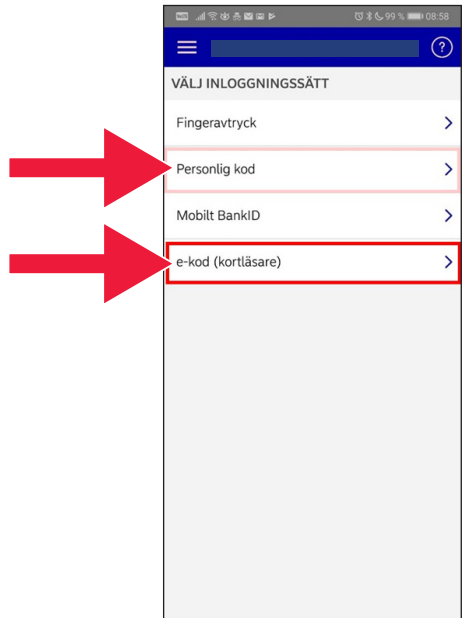 99 % 08:58
?
VÄLJ INLOGGNINGSSÄTT
Fingeravtryck
Personlig kod
Mobilt BankID
e-kod (kortläsare)